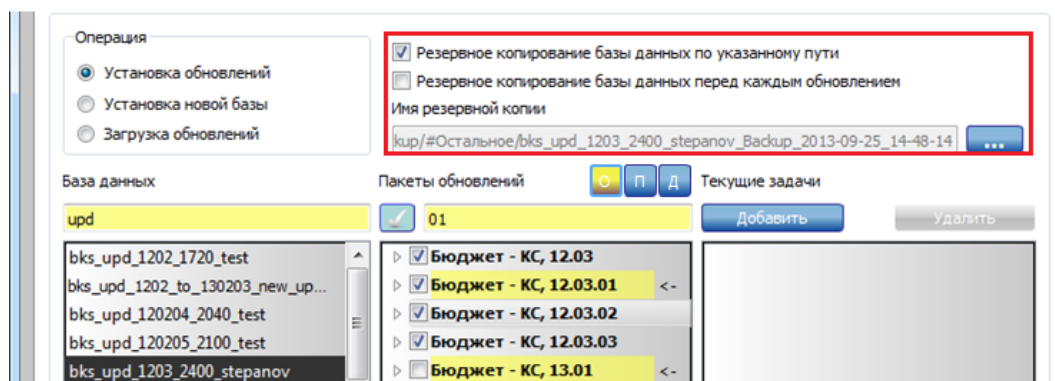 Операция
Установка обновлений
Установка новой базы
Загрузка обновлений
Резервное копирование базы данных по указанному пути
Резервное копирование базы данных перед каждым обновлением
Имя резервной копии
kup/#Остальное/bks_upd_1203_2400_stepanov_Backup_2013-09-25_14-48-14
...
База данных
upd
bks_upd_1202_1720_test
bks_upd_1202_to_130203_new_up...
bks_upd_120204_2040_test
bks_upd_120205_2100_test
bks_upd_1203_2400_stepanov
Пакеты обновлений
О П Д
01
Бюджет - КС, 12.03
Бюджет - КС, 12.03.01 <-
Бюджет - КС, 12.03.02
Бюджет - КС, 12.03.03
Бюджет - КС, 13.01 <-
Текущие задачи
Добавить
Удалить